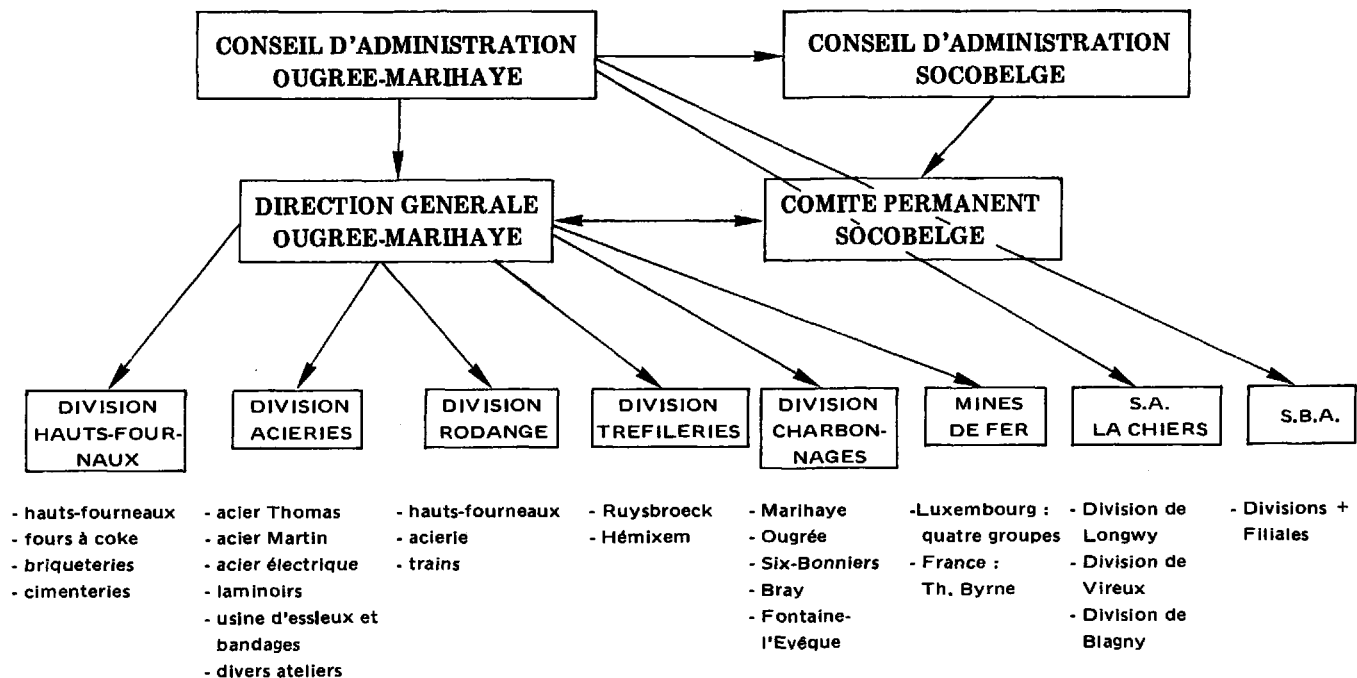 CONSEIL D'ADMINISTRATION
OUGREE-MARIHAYE
CONSEIL D'ADMINISTRATION
SOCOBELGE
DIRECTION GENERALE
OUGREE-MARIHAYE
COMITE PERMANENT
SOCOBELGE
DIVISION
HAUTS-FOUR-
NAUX
DIVISION
ACIERIES
DIVISION
RODANGE
DIVISION
TREFILERIES
DIVISION
CHARBON-
NAGES
MINES
DE FER
S.A.
LA CHIERS
S.B.A.
- hauts-fourneaux
- fours à coke
- briqueteries
- cimenteries
- acier Thomas
- acier Martin
- acier électrique
- laminoirs
- usine d'essieux et
bandages
- divers ateliers
- hauts-fourneaux
- acierie
- trains
- Ruysbroeck
- Hémixem
- Marihaye
- Ougrée
- Six-Bonniers
- Bray
- Fontaine-
l'Evéque
-Luxembourg :
quatre groupes
- France :
Th. Byrne
- Division de
Longwy
- Division de
Vireux
- Division de
Blagny
- Divisions +
Filiales